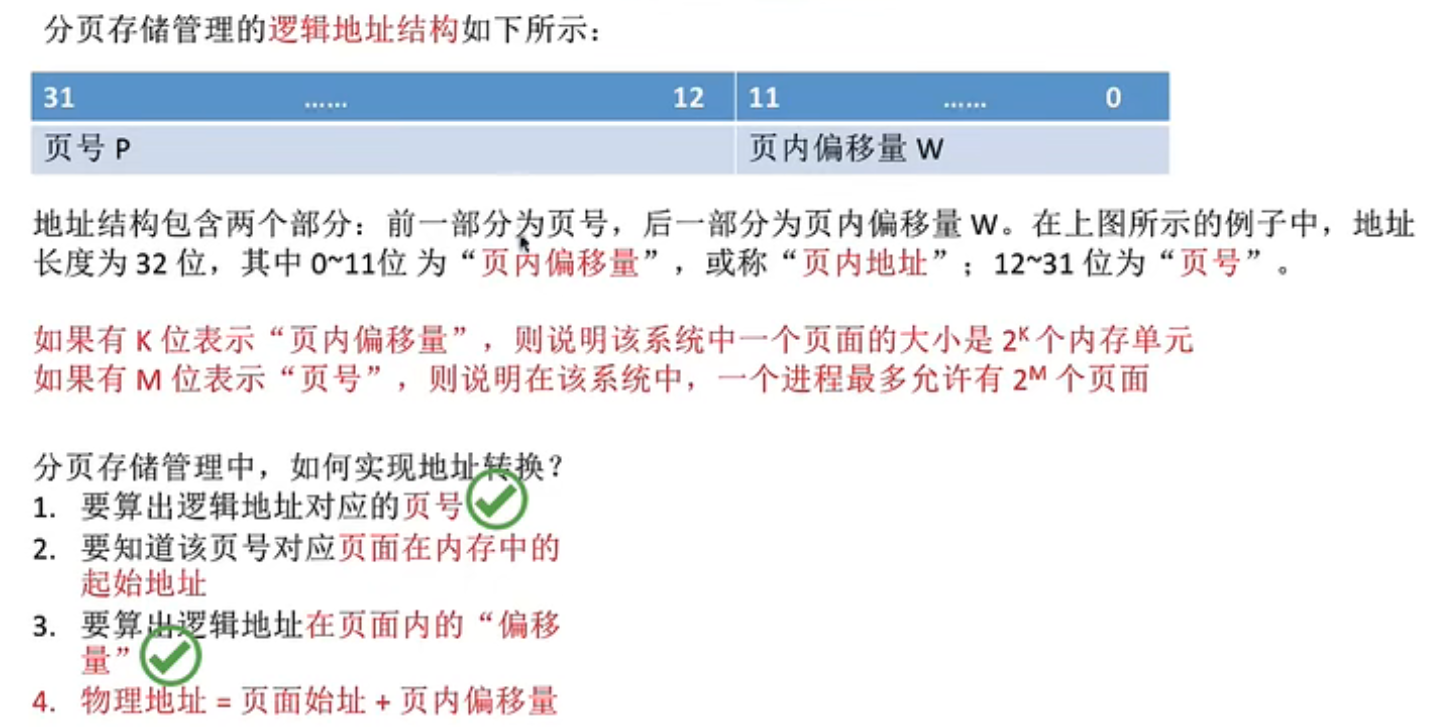 分页存储管理的逻辑地址结构如下所示：
31 …… 12 11 …… 0
页号 P 页内偏移量 W
地址结构包含两个部分：前一部分为页号，后一部分为页内偏移量 W。在上图所示的例子中，地址
长度为 32 位，其中 0~11位 为“页内偏移量”，或称“页内地址”；12~31 位为“页号”。
如果有 K 位表示“页内偏移量”，则说明该系统中一个页面的大小是 2ᴷ 个内存单元
如果有 M 位表示“页号”，则说明在该系统中，一个进程最多允许有 2ᴹ 个页面
分页存储管理中，如何实现地址转换？
1. 要算出逻辑地址对应的页号
2. 要知道该页号对应页面在内存中的
起始地址
3. 要算出逻辑地址在页面内的“偏移
量”
4. 物理地址 = 页面始址 + 页内偏移量